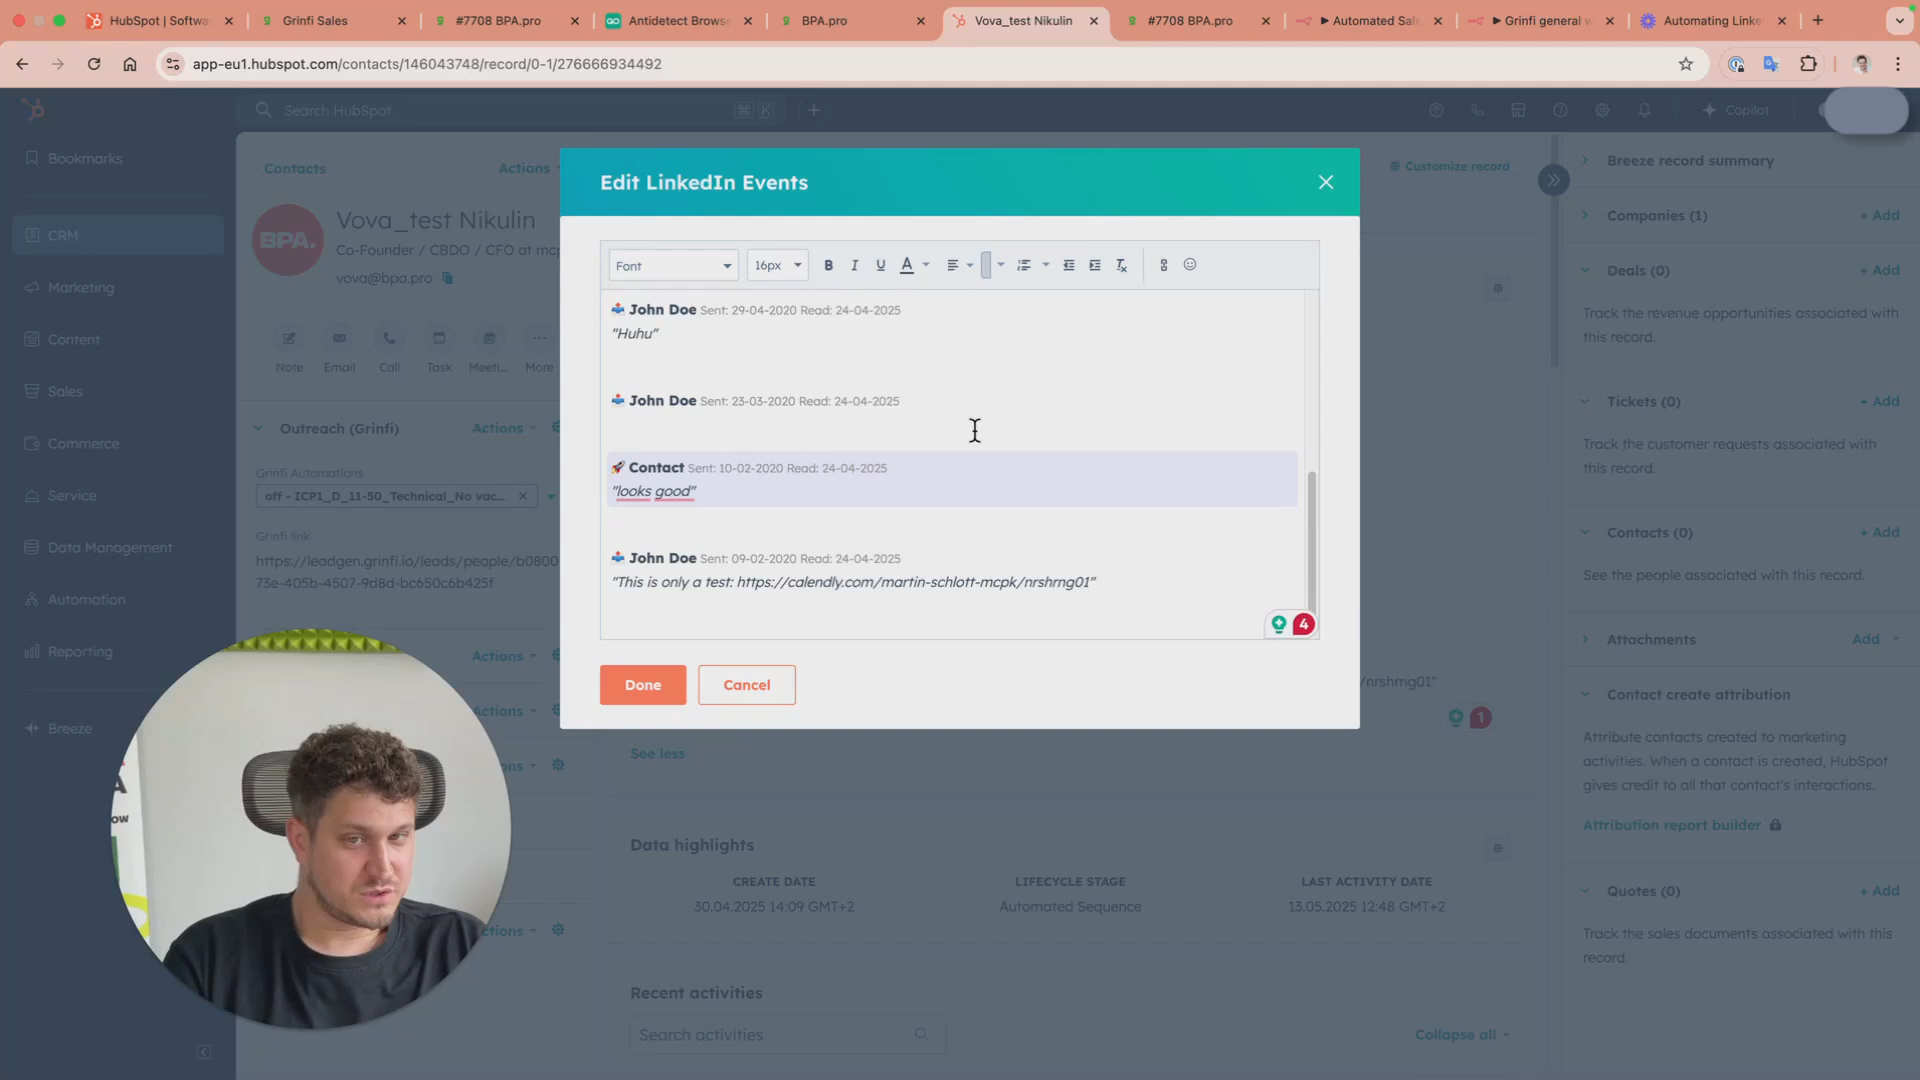 HubSpot | Softwa
Grinfi Sales
#7708 BPA.pro
Antidetect Browse
BPA.pro
Vova_test Nikulin
#7708 BPA.pro
Automated Sal
Grinfi general w
Automating Linke
app-eu1.hubspot.com/contacts/146043748/record/0-1/276666934492
Search HubSpot
⌘ K
Copilot
Bookmarks
CRM
Marketing
Content
Sales
Commerce
Service
Data Management
Automation
Reporting
Breeze
Contacts
Actions
BPA.
Vova_test Nikulin
Co-Founder / CBDO / CFO at mcp
vova@bpa.pro
Note
Email
Call
Task
Meeti...
More
Outreach (Grinfi)
Actions
Grinfi Automations
off - ICP1_D_11-50_Technical_No vac...
Grinfi link
https://leadgen.grinfi.io/leads/people/b0800
73e-405b-4507-9d8d-bc650c6b425f
Actions
Actions
ons
ctions
ow
Customize record
Edit LinkedIn Events
Font
16px
B I U A
John Doe Sent: 29-04-2020 Read: 24-04-2025
"Huhu"
John Doe Sent: 23-03-2020 Read: 24-04-2025
Contact Sent: 10-02-2020 Read: 24-04-2025
"looks good"
John Doe Sent: 09-02-2020 Read: 24-04-2025
"This is only a test: https://calendly.com/martin-schlott-mcpk/nrshrng01"
4
Done
Cancel
/nrshrng01"
1
See less
Data highlights
CREATE DATE
LIFECYCLE STAGE
LAST ACTIVITY DATE
30.04.2025 14:09 GMT+2
Automated Sequence
13.05.2025 12:48 GMT+2
Recent activities
Search activities
Collapse all
Breeze record summary
Companies (1)
+ Add
Deals (0)
+ Add
Track the revenue opportunities associated with
this record.
Tickets (0)
+ Add
Track the customer requests associated with
this record.
Contacts (0)
+ Add
See the people associated with this record.
Attachments
Add
Contact create attribution
Attribute contacts created to marketing
activities. When a contact is created, HubSpot
gives credit to all that contact's interactions.
Attribution report builder
Quotes (0)
+ Add
Track the sales documents associated with this
record.